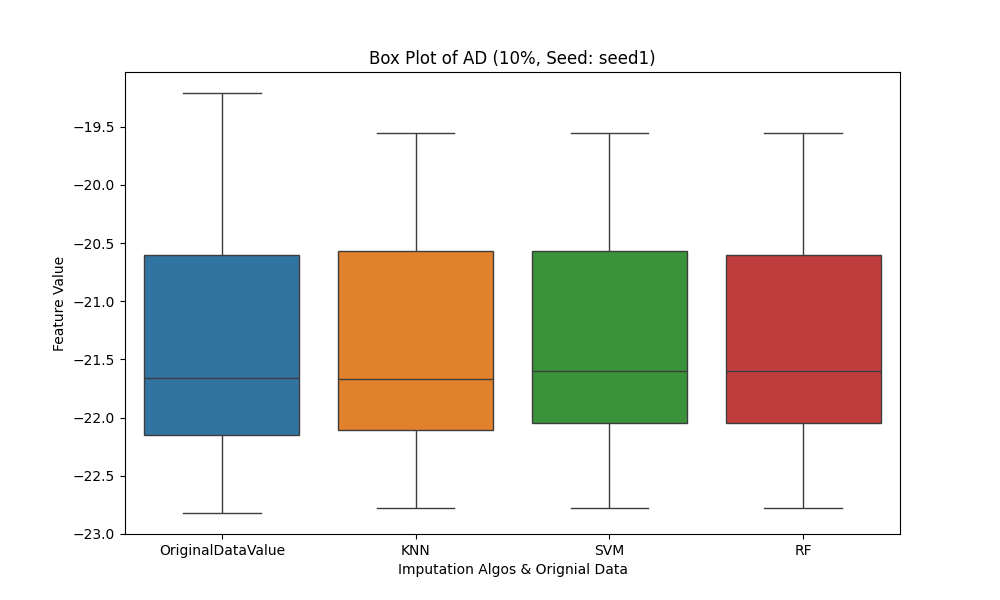 Box Plot of AD (10%, Seed: seed1)
Feature Value
−19.5
−20.0
−20.5
−21.0
−21.5
−22.0
−22.5
−23.0
OriginalDataValue KNN SVM RF
Imputation Algos & Orignial Data